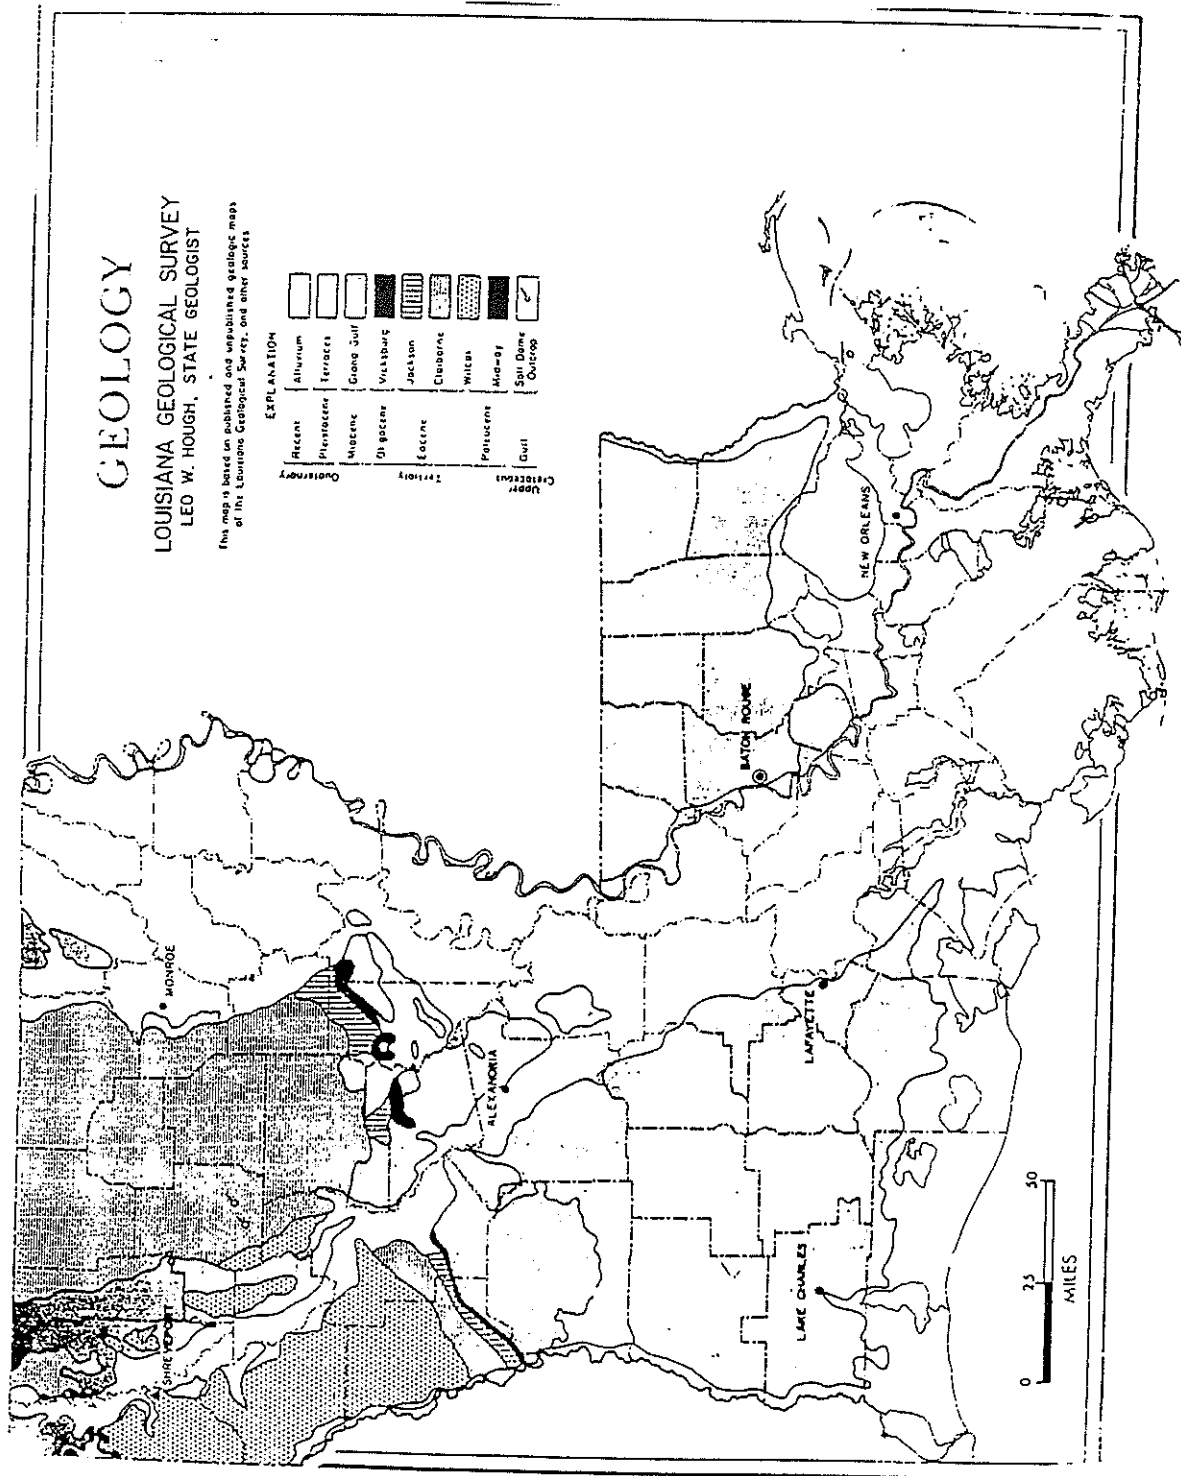 GEOLOGY
LOUISIANA GEOLOGICAL SURVEY
LEO W. HOUGH, STATE GEOLOGIST
This map is based on published and unpublished geologic maps
of the Louisiana Geological Survey, and other sources
EXPLANATION
Quaternary
Recent Alluvium
Pleistocene Terraces
Tertiary
Miocene Grand Gulf
Oligocene Vicksburg
Eocene Jackson
Claiborne
Wilcox
Paleocene Midway
Upper
Cretaceous
Gulf Salt Dome
Outcrop
MONROE
SHREVEPORT
ALEXANDRIA
BATON ROUGE
NEW ORLEANS
LAFAYETTE
LAKE CHARLES
0 25 50
MILES